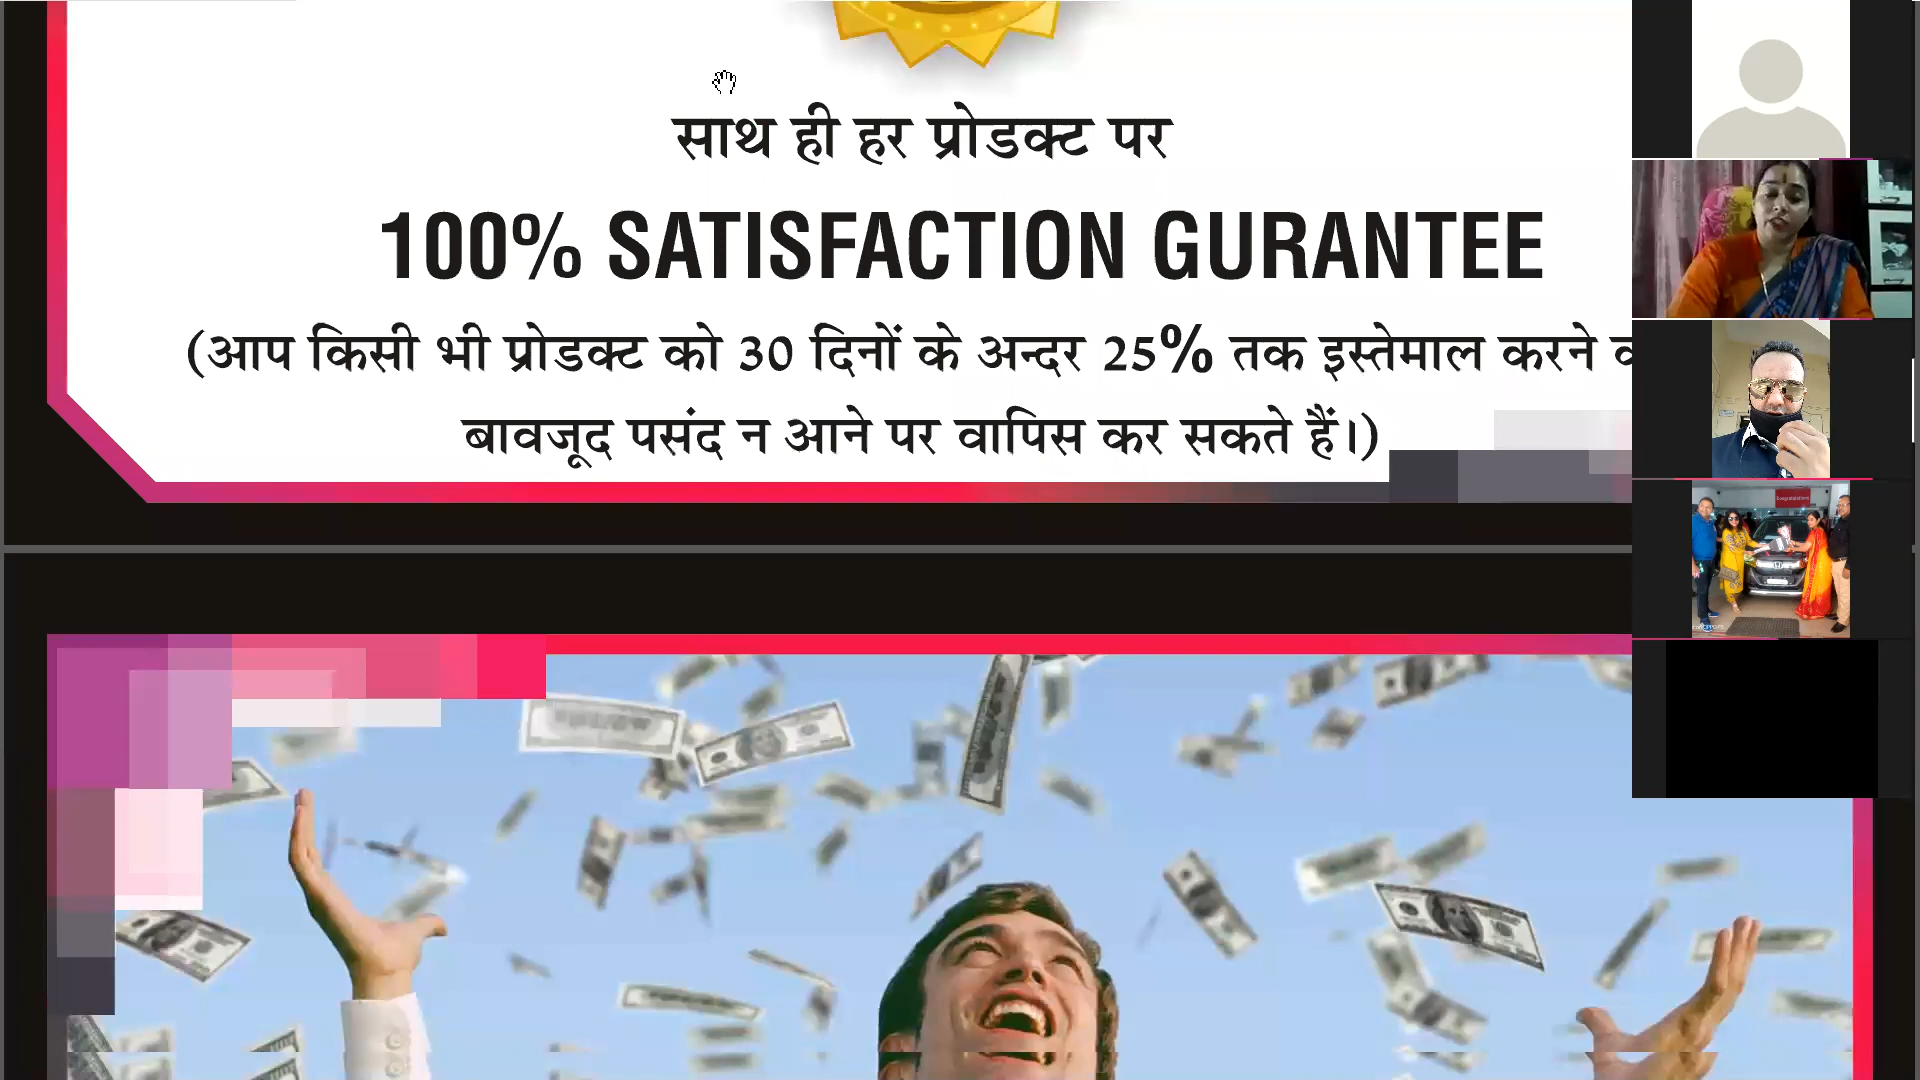 साथ ही हर प्रोडक्ट पर
100% SATISFACTION GURANTEE
(आप किसी भी प्रोडक्ट को 30 दिनों के अन्दर 25% तक इस्तेमाल करने
बावजूद पसंद न आने पर वापिस कर सकते हैं।)
Congratulations